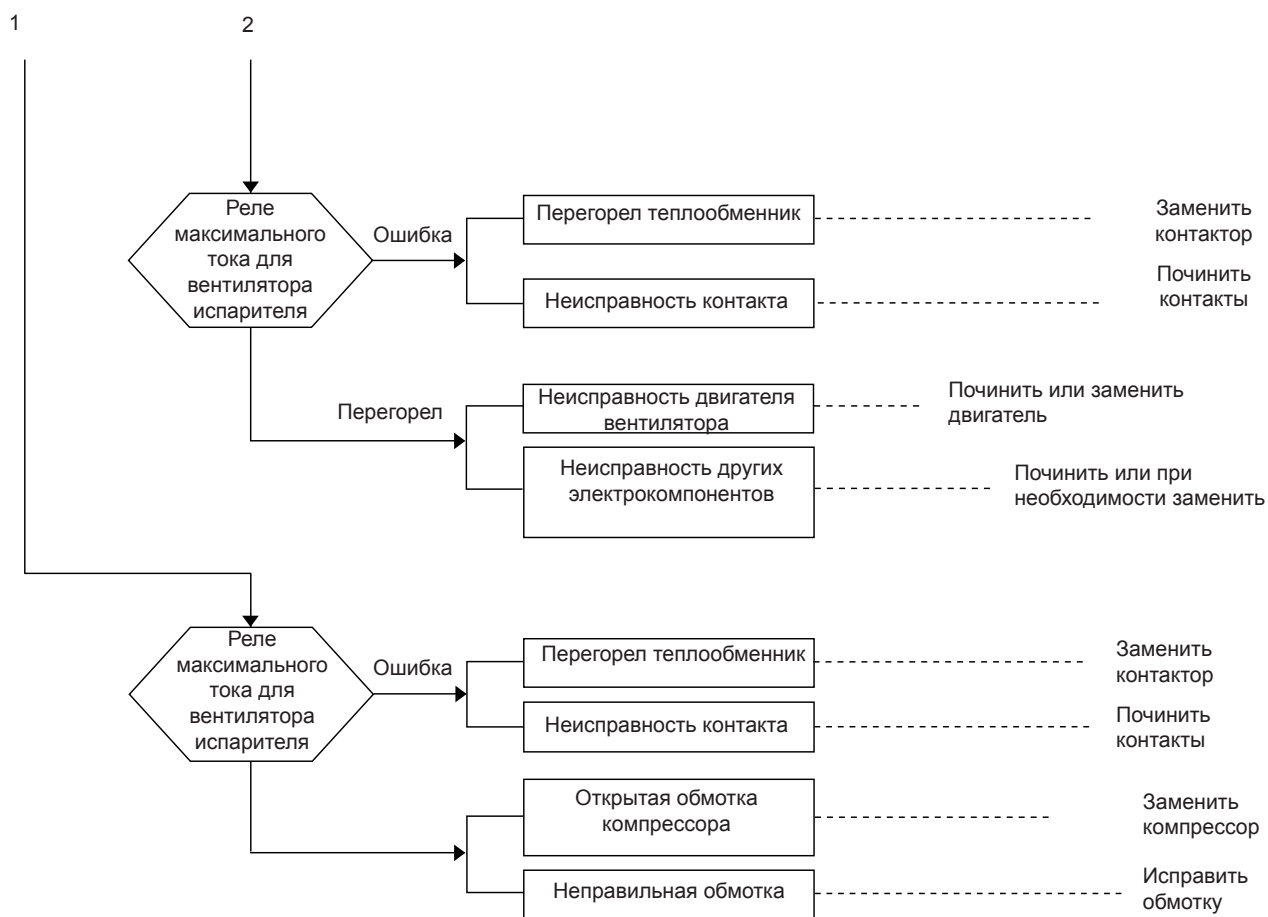 1
2
Реле
максимального
тока для
вентилятора
испарителя
Ошибка
Перегорел теплообменник
Заменить
контактор
Неисправность контакта
Починить
контакты
Перегорел
Неисправность двигателя
вентилятора
Починить или заменить
двигатель
Неисправность других
электрокомпонентов
Починить или при
необходимости заменить
Реле
максимального
тока для
вентилятора
испарителя
Ошибка
Перегорел теплообменник
Заменить
контактор
Неисправность контакта
Починить
контакты
Открытая обмотка
компрессора
Заменить
компрессор
Неправильная обмотка
Исправить
обмотку